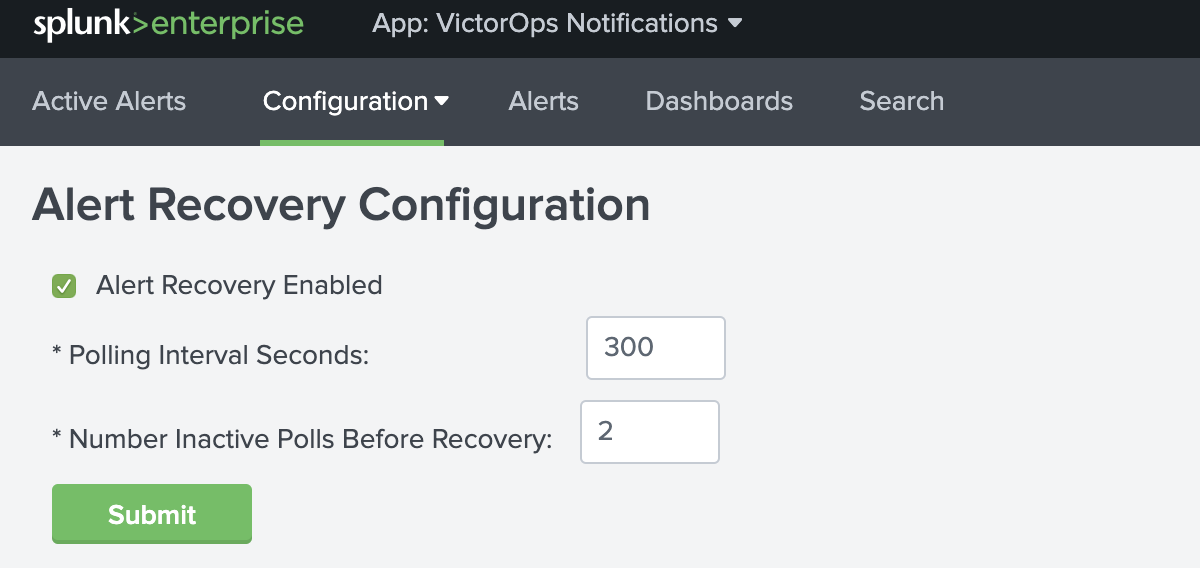 splunk>enterprise App: VictorOps Notifications
Active Alerts Configuration Alerts Dashboards Search
Alert Recovery Configuration
Alert Recovery Enabled
* Polling Interval Seconds: 300
* Number Inactive Polls Before Recovery: 2
Submit